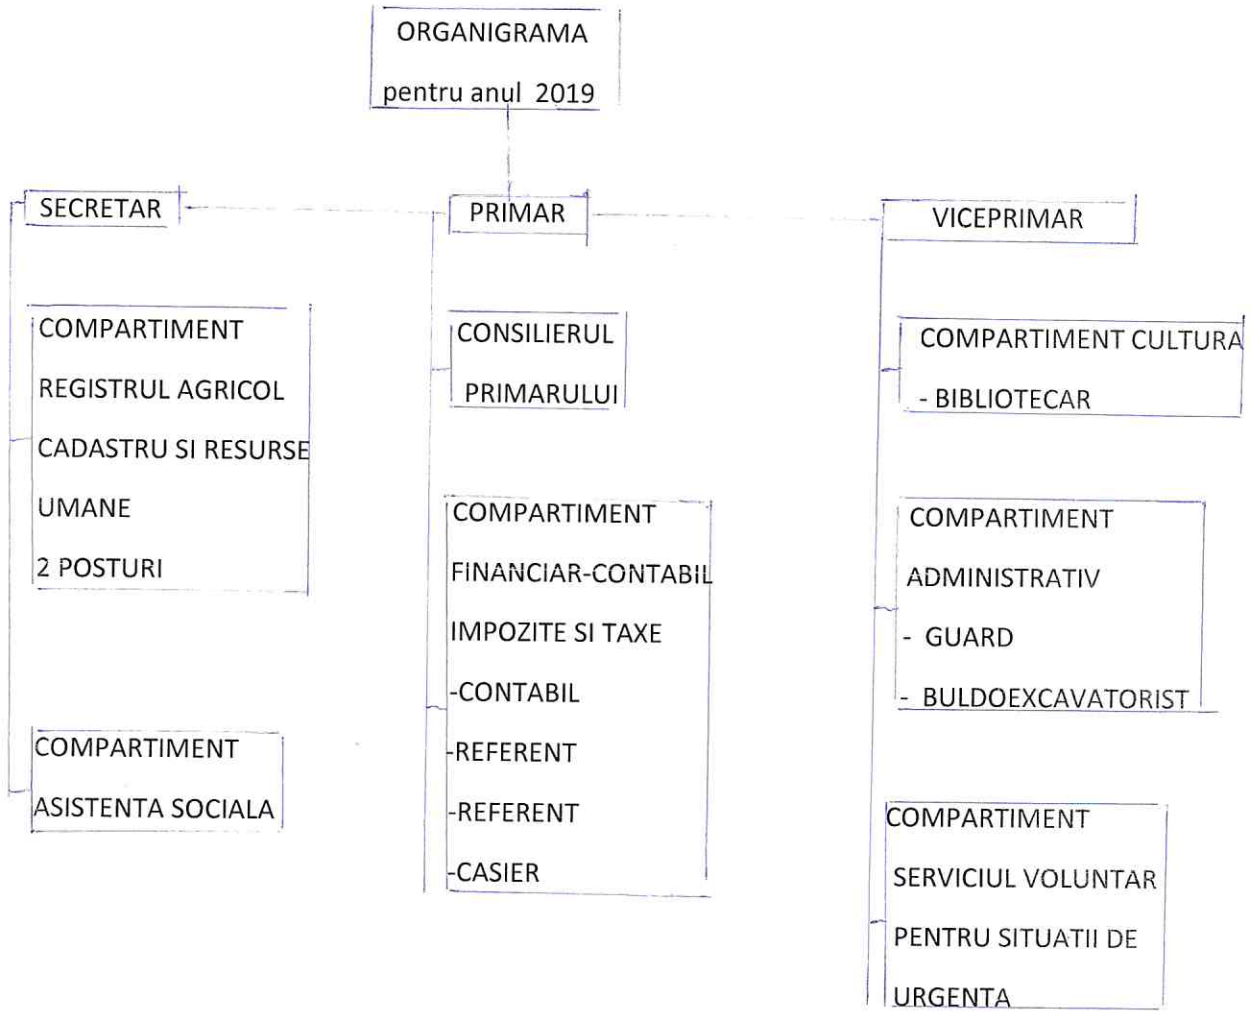 ORGANIGRAMA
pentru anul 2019
SECRETAR
PRIMAR
VICEPRIMAR
COMPARTIMENT
REGISTRUL AGRICOL
CADASTRU SI RESURSE
UMANE
2 POSTURI
COMPARTIMENT
ASISTENTA SOCIALA
CONSILIERUL
PRIMARULUI
COMPARTIMENT
FINANCIAR-CONTABIL
IMPOZITE SI TAXE
-CONTABIL
-REFERENT
-REFERENT
-CASIER
COMPARTIMENT CULTURA
- BIBLIOTECAR
COMPARTIMENT
ADMINISTRATIV
- GUARD
- BULDOEXCAVATORIST
COMPARTIMENT
SERVICIUL VOLUNTAR
PENTRU SITUATII DE
URGENTA